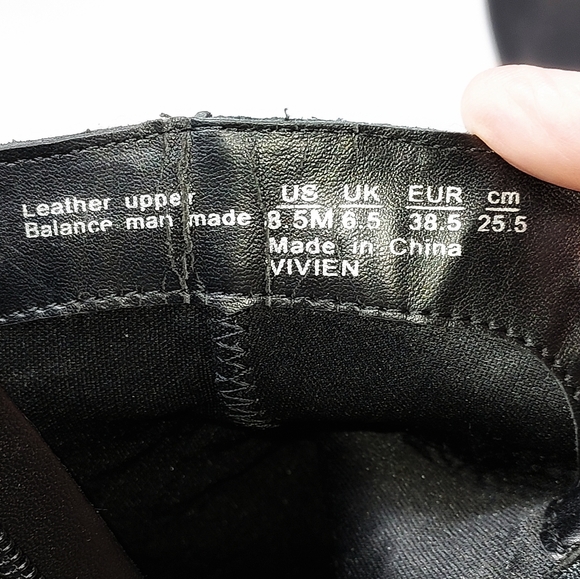 Leather upper
Balance man made
US UK EUR cm
8.5M 6.5 38.5 25.5
Made in China
VIVIEN